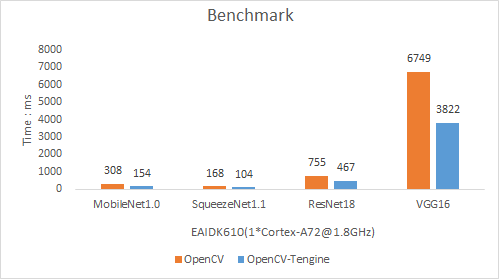 Benchmark
Time : ms
8000
7000
6000
5000
4000
3000
2000
1000
0
308
154
168
104
755
467
6749
3822
MobileNet1.0
SqueezeNet1.1
ResNet18
VGG16
EAIDK610(1*Cortex-A72@1.8GHz)
OpenCV
OpenCV-Tengine